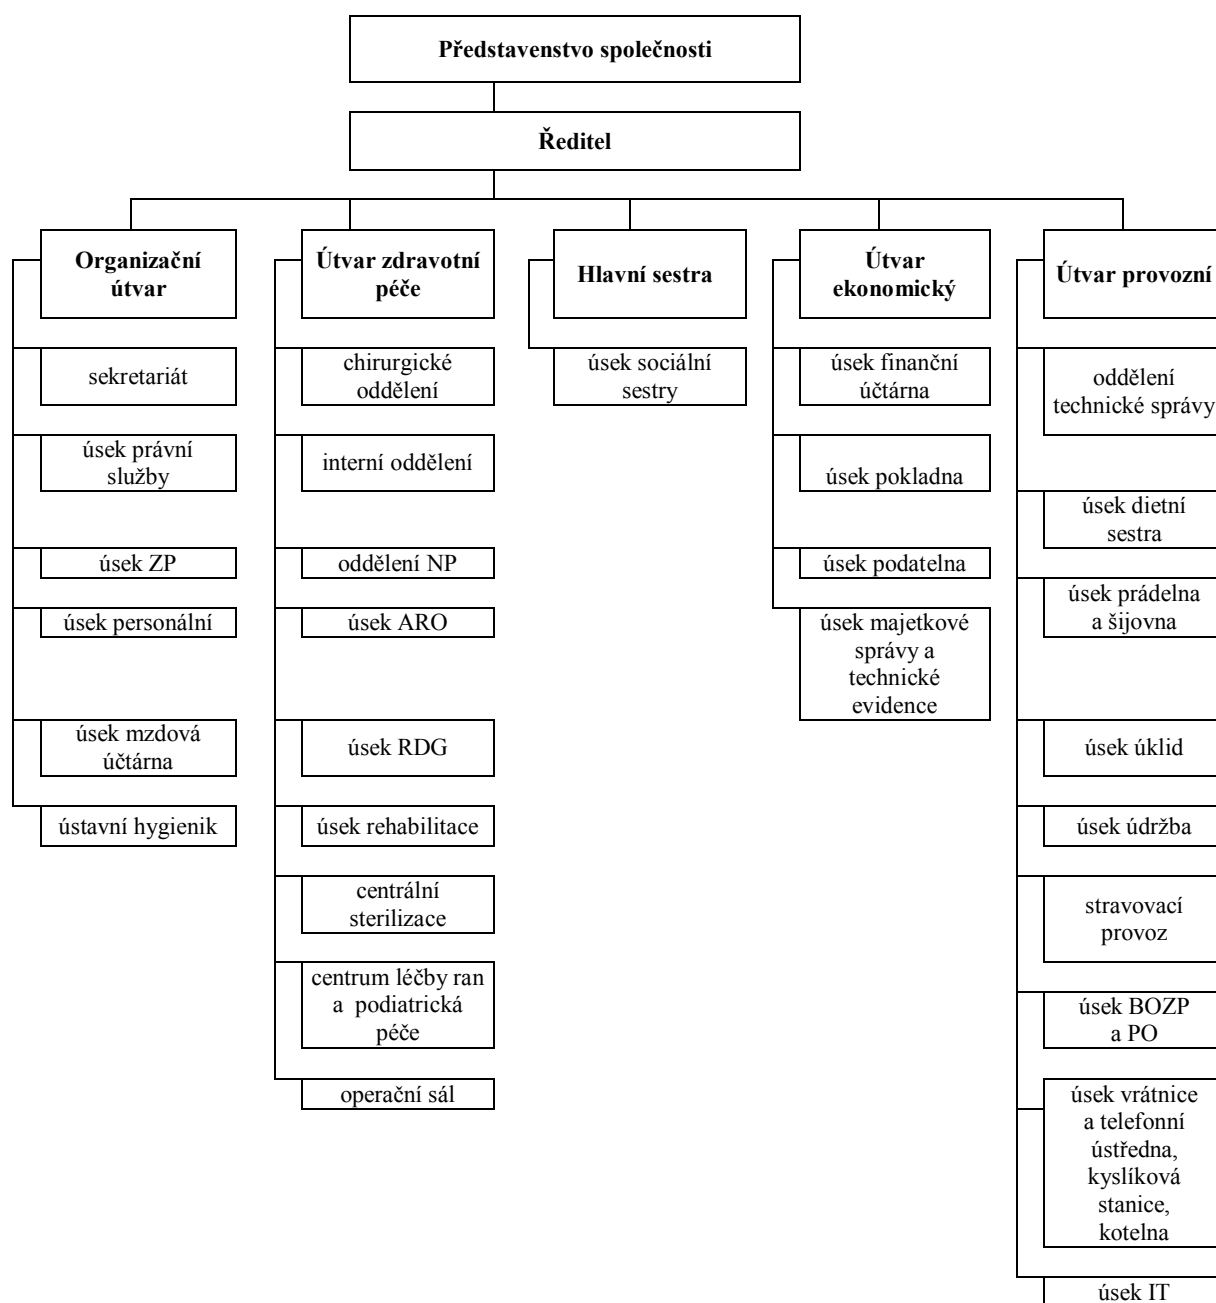 Představenstvo společnosti
Ředitel
Organizační
útvar
sekretariát
úsek právní
služby
úsek ZP
úsek personální
úsek mzdová
účtárna
ústavní hygienik
Útvar zdravotní
péče
chirurgické
oddělení
interní oddělení
oddělení NP
úsek ARO
úsek RDG
úsek rehabilitace
centrální
sterilizace
centrum léčby ran
a podiatrická
péče
operační sál
Hlavní sestra
úsek sociální
sestry
Útvar
ekonomický
úsek finanční
účtárna
úsek pokladna
úsek podatelna
úsek majetkové
správy a
technické
evidence
Útvar provozní
oddělení
technické správy
úsek dietní
sestra
úsek prádelna
a šijovna
úsek úklid
úsek údržba
stravovací
provoz
úsek BOZP
a PO
úsek vrátnice
a telefonní
ústředna,
kyslíková
stanice,
kotelna
úsek IT